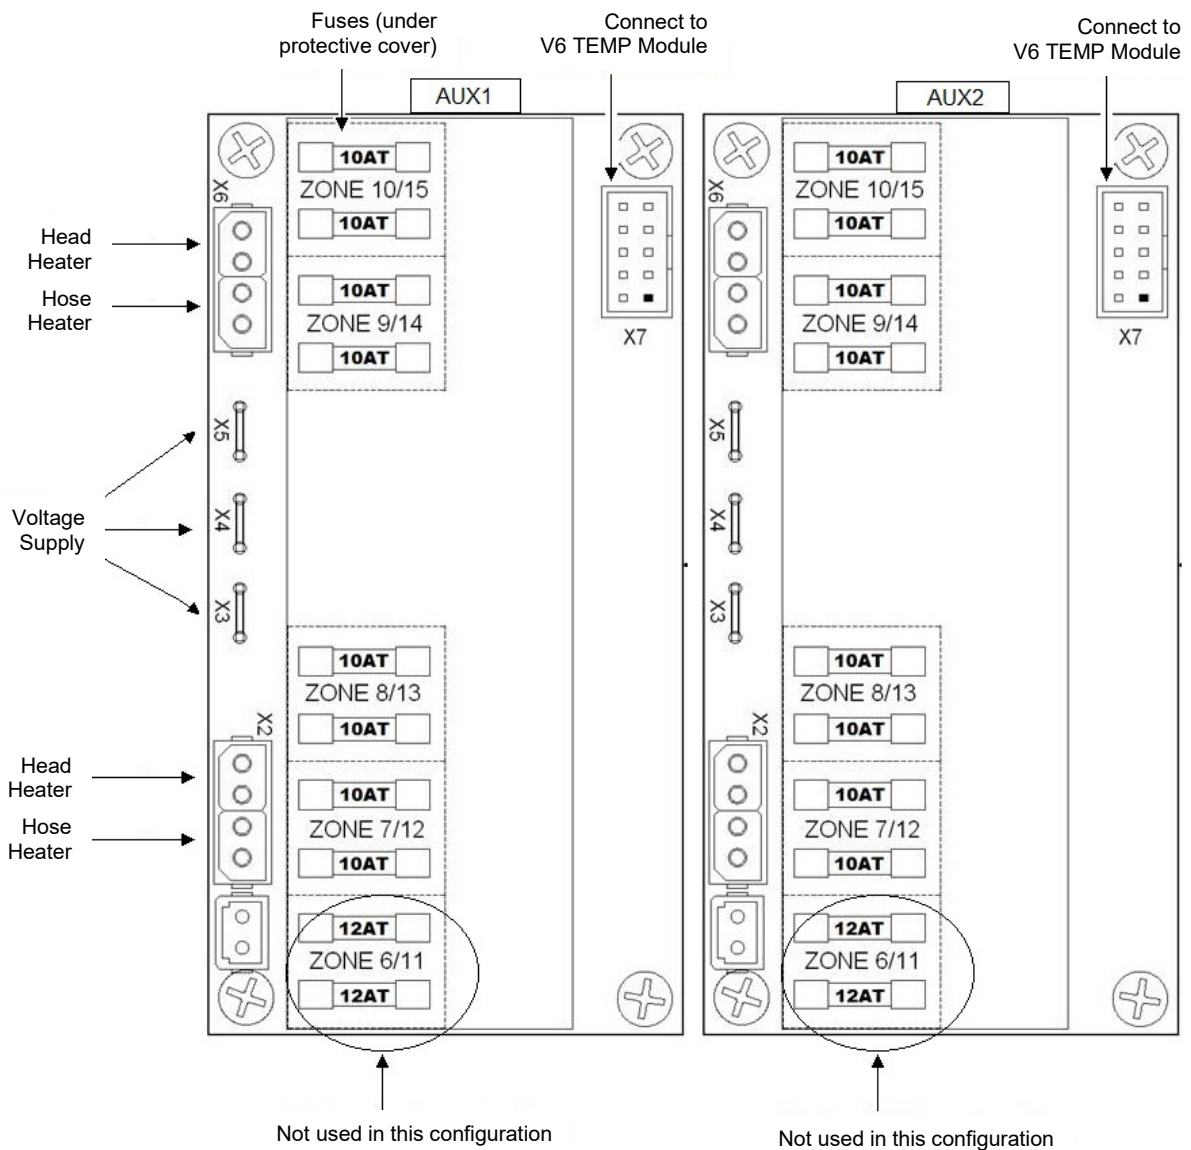 Fuses (under
protective cover)
Connect to
V6 TEMP Module
Connect to
V6 TEMP Module
AUX1
AUX2
10AT
ZONE 10/15
10AT
10AT
ZONE 9/14
10AT
X6
X7
Head
Heater
Hose
Heater
X5
X4
X3
Voltage
Supply
10AT
ZONE 8/13
10AT
X2
10AT
ZONE 7/12
10AT
Head
Heater
Hose
Heater
12AT
ZONE 6/11
12AT
Not used in this configuration
10AT
ZONE 10/15
10AT
10AT
ZONE 9/14
10AT
X6
X7
X5
X4
X3
10AT
ZONE 8/13
10AT
X2
10AT
ZONE 7/12
10AT
12AT
ZONE 6/11
12AT
Not used in this configuration